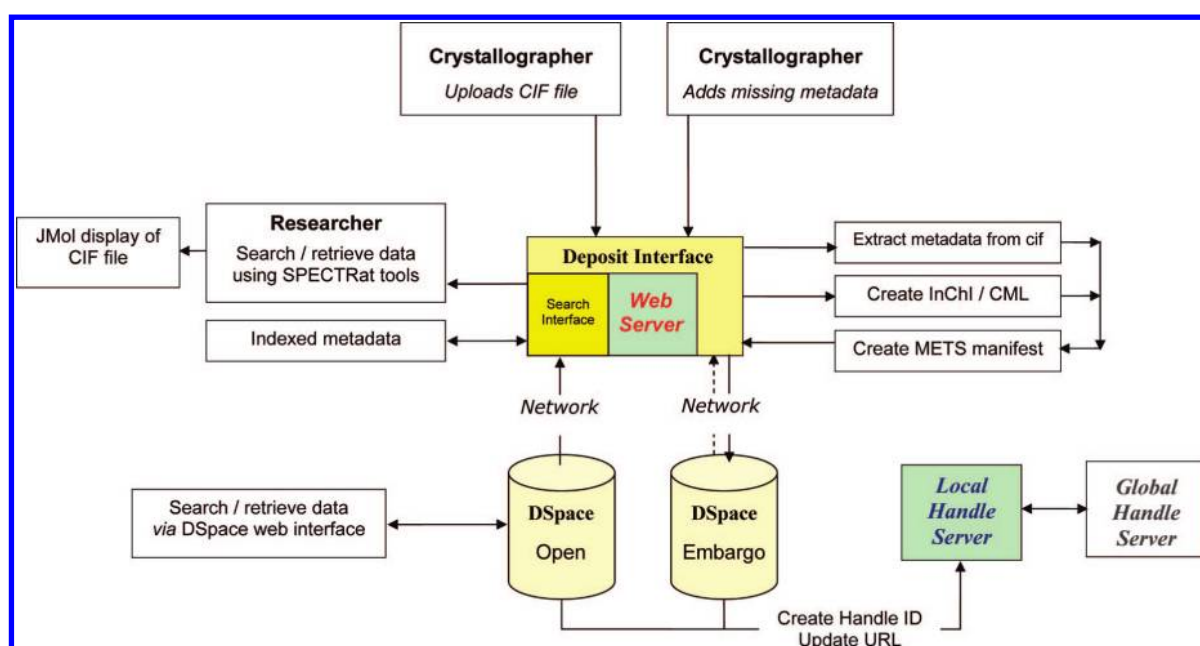 Crystallographer
Uploads CIF file
Crystallographer
Adds missing metadata
JMol display of
CIF file
Researcher
Search / retrieve data
using SPECTRat tools
Indexed metadata
Deposit Interface
Search
Interface
Web
Server
Extract metadata from cif
Create InChI / CML
Create METS manifest
Network
Network
Search / retrieve data
via DSpace web interface
DSpace
Open
DSpace
Embargo
Local
Handle
Server
Global
Handle
Server
Create Handle ID
Update URL